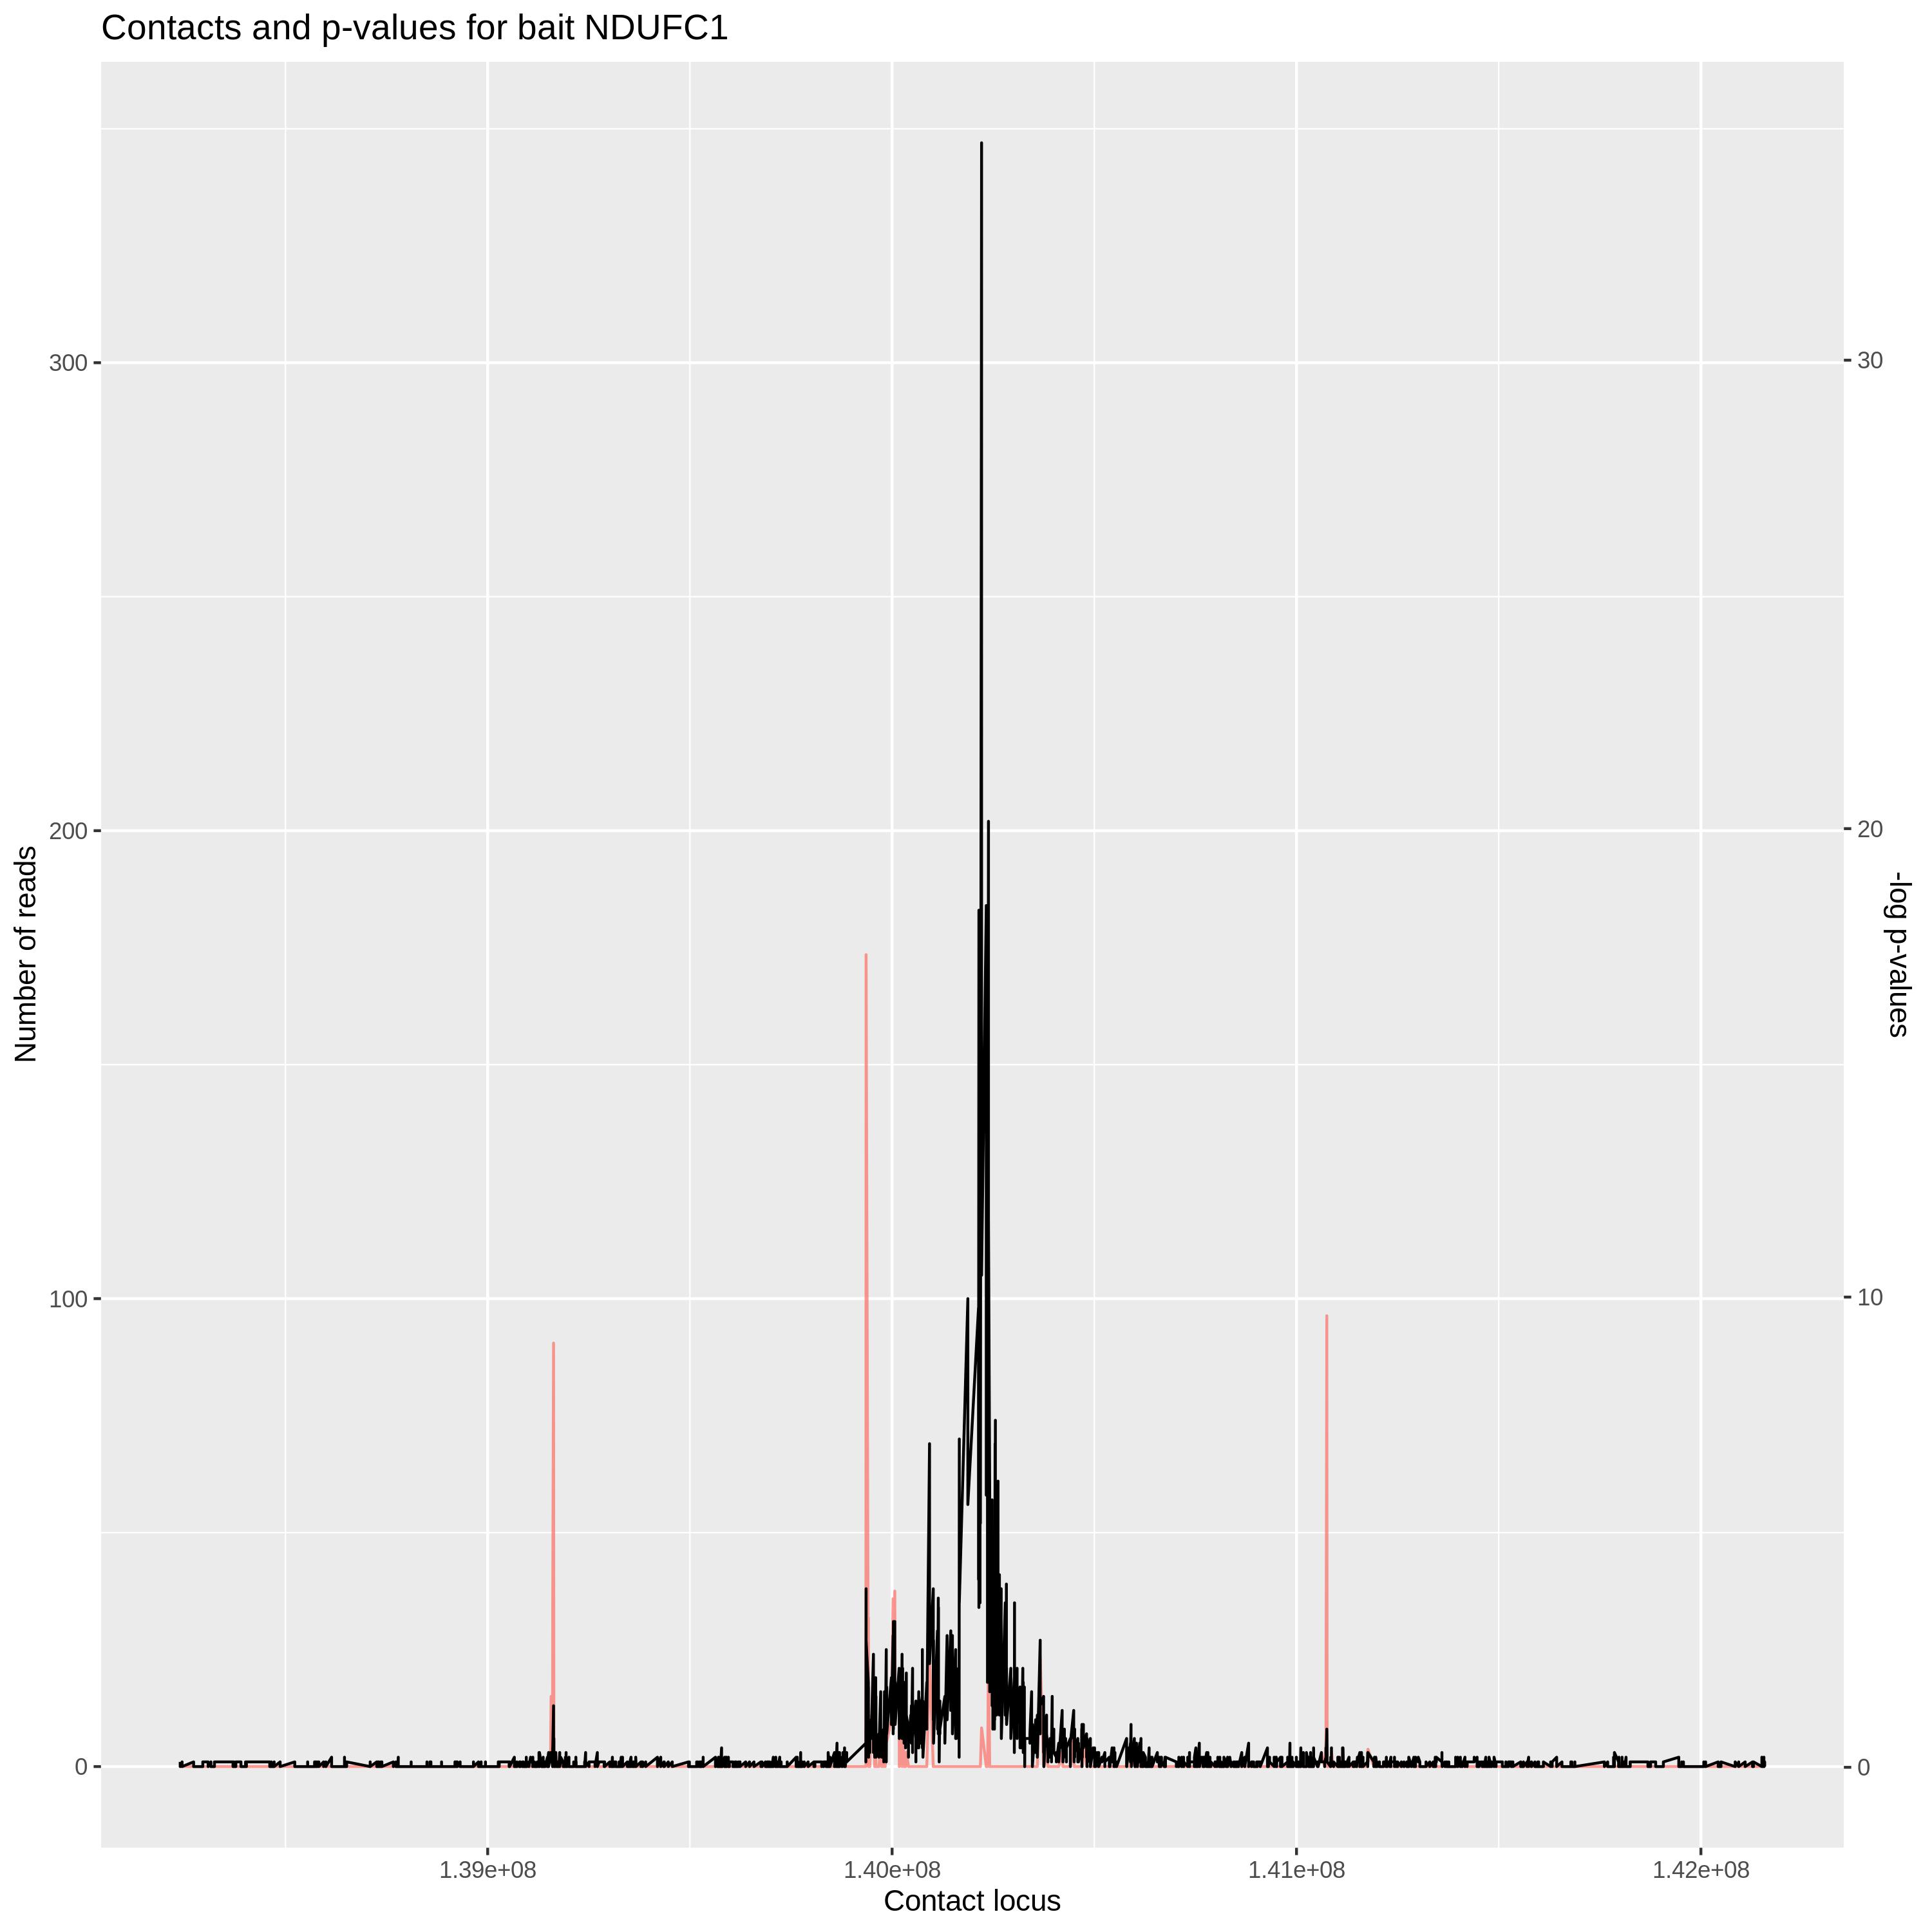 Contacts and p-values for bait NDUFC1
300
200
100
0
Number of reads
30
20
10
0
-log p-values
1.39e+08
1.40e+08
1.41e+08
1.42e+08
Contact locus